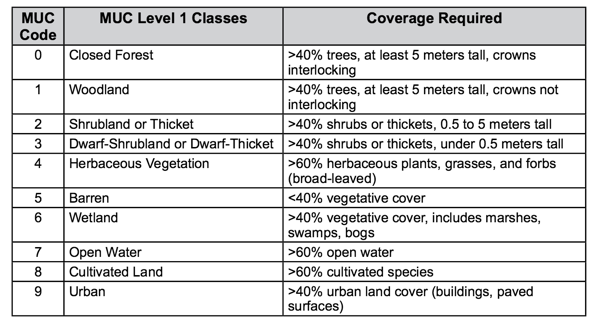 MUC Code MUC Level 1 Classes Coverage Required
0 Closed Forest >40% trees, at least 5 meters tall, crowns
interlocking
1 Woodland >40% trees, at least 5 meters tall, crowns not
interlocking
2 Shrubland or Thicket >40% shrubs or thickets, 0.5 to 5 meters tall
3 Dwarf-Shrubland or Dwarf-Thicket >40% shrubs or thickets, under 0.5 meters tall
4 Herbaceous Vegetation >60% herbaceous plants, grasses, and forbs
(broad-leaved)
5 Barren <40% vegetative cover
6 Wetland >40% vegetative cover, includes marshes,
swamps, bogs
7 Open Water >60% open water
8 Cultivated Land >60% cultivated species
9 Urban >40% urban land cover (buildings, paved
surfaces)